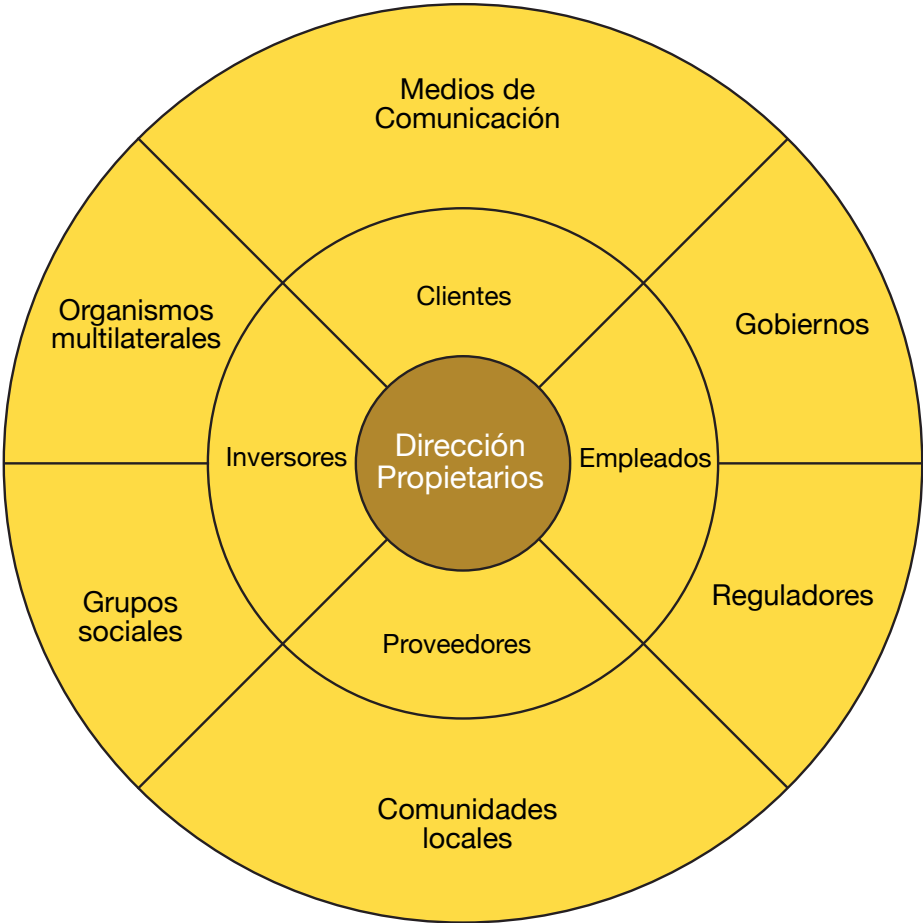 Medios de
Comunicación
Clientes
Organismos
multilaterales
Gobiernos
Inversores
Dirección
Propietarios
Empleados
Grupos
sociales
Reguladores
Proveedores
Comunidades
locales